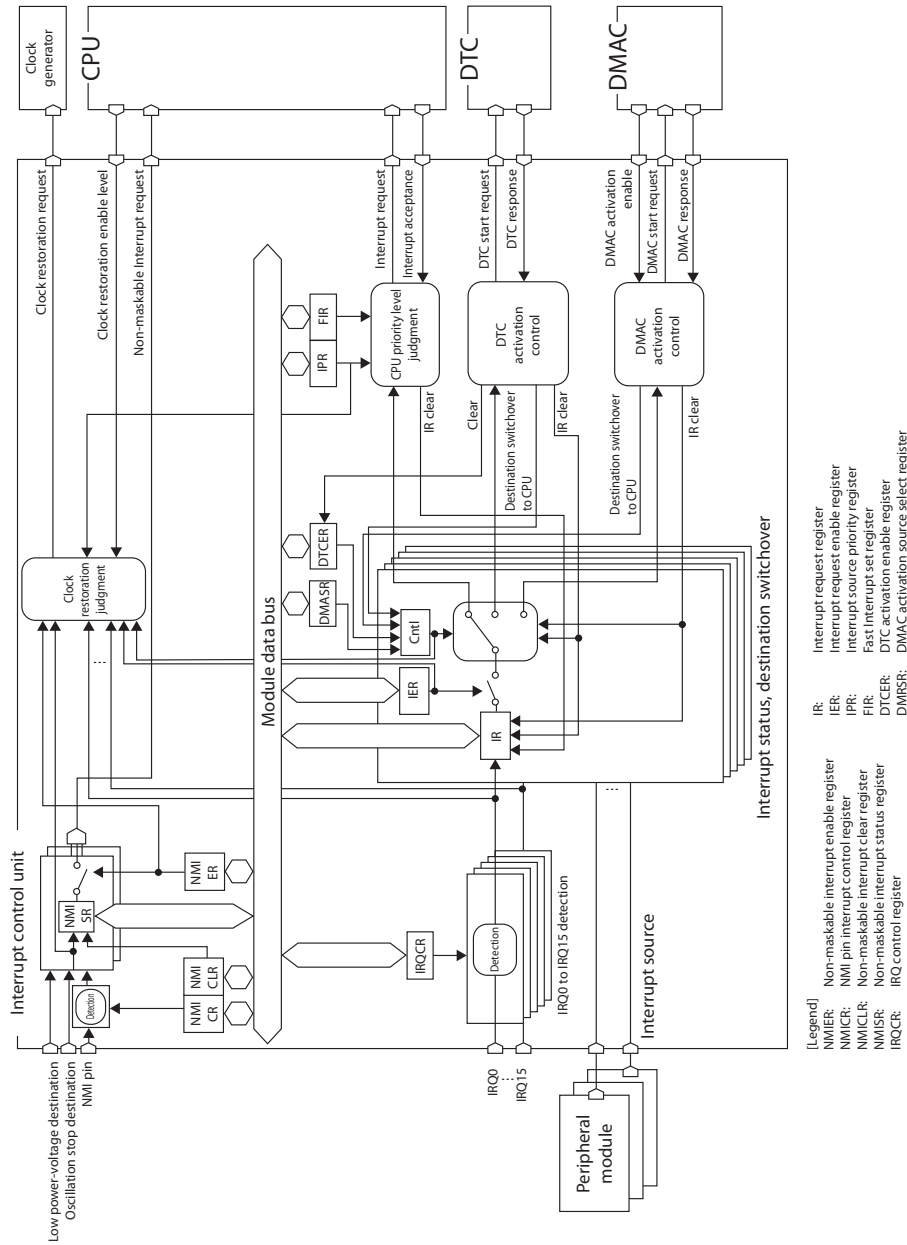 Interrupt control unit
Low power-voltage destination
Oscillation stop destination
NMI pin
Detection
NMI
SR
NMI
CR
NMI
CLR
NMI
ER
Clock
restoration
judgment
Clock restoration request
Clock restoration enable level
Non-maskable Interrupt request
Clock
generator
CPU
Module data bus
IRQCR
IER
DMASR
DTCER
IPR
FIR
IRQ0
IRQ15
Detection
IRQ0 to IRQ15 detection
IR
Cntl
CPU priority level
judgment
Interrupt request
Interrupt acceptance
IR clear
Clear
DTC
activation
control
DTC start request
DTC response
DTC
Destination switchover
to CPU
IR clear
DMAC
activation
control
DMAC activation
enable
DMAC start request
DMAC response
DMAC
Destination switchover
to CPU
IR clear
Interrupt source
Peripheral
module
Interrupt status, destination switchover
[Legend]
NMIER: Non-maskable interrupt enable register
NMICR: NMI pin interrupt control register
NMICLR: Non-maskable interrupt clear register
NMISR: Non-maskable interrupt status register
IRQCR: IRQ control register
IR: Interrupt request register
IER: Interrupt request enable register
IPR: Interrupt source priority register
FIR: Fast Interrupt set register
DTCER: DTC activation enable register
DMRSR: DMAC activation source select register